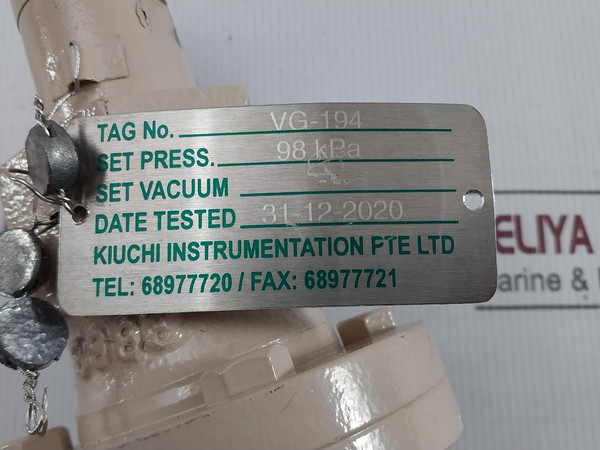 TAG No. VG-194
SET PRESS. 98 kPa
SET VACUUM
DATE TESTED 31-12-2020
KIUCHI INSTRUMENTATION PTE LTD
TEL: 68977720 / FAX: 68977721
ELIYA
arine &